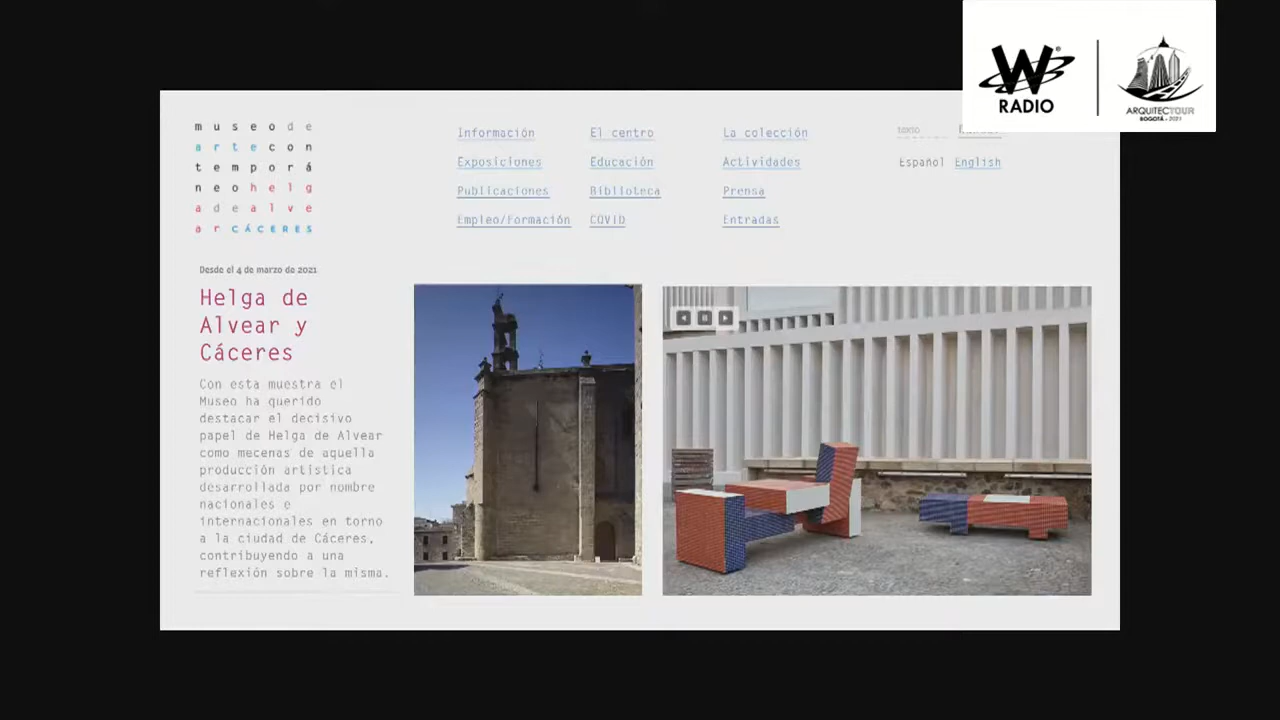 W
RADIO
ARQUITECTOUR
BOGOTÁ - 2021
museode
artecon
temporá
neohelg
adealve
arCÁCERES
Información
El centro
La colección
texto
Exposiciones
Educación
Actividades
Español English
Publicaciones
Biblioteca
Prensa
Empleo/Formación
COVID
Entradas
Desde el 4 de marzo de 2021
Helga de
Alvear y
Cáceres
Con esta muestra el
Museo ha querido
destacar el decisivo
papel de Helga de Alvear
como mecenas de aquella
producción artística
desarrollada por nombre
nacionales e
internacionales en torno
a la ciudad de Cáceres,
contribuyendo a una
reflexión sobre la misma.